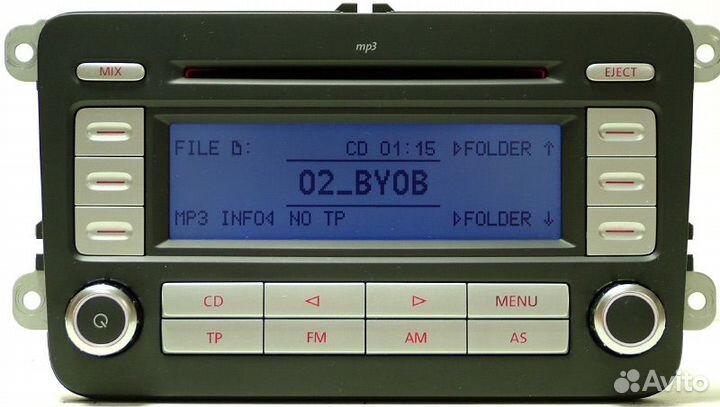 mp3
MIX
EJECT
FILE : CD 01:15 FOLDER ↑
02_BYOB
MP3 INFO NO TP FOLDER ↓
CD MENU
TP FM AM AS
Avito